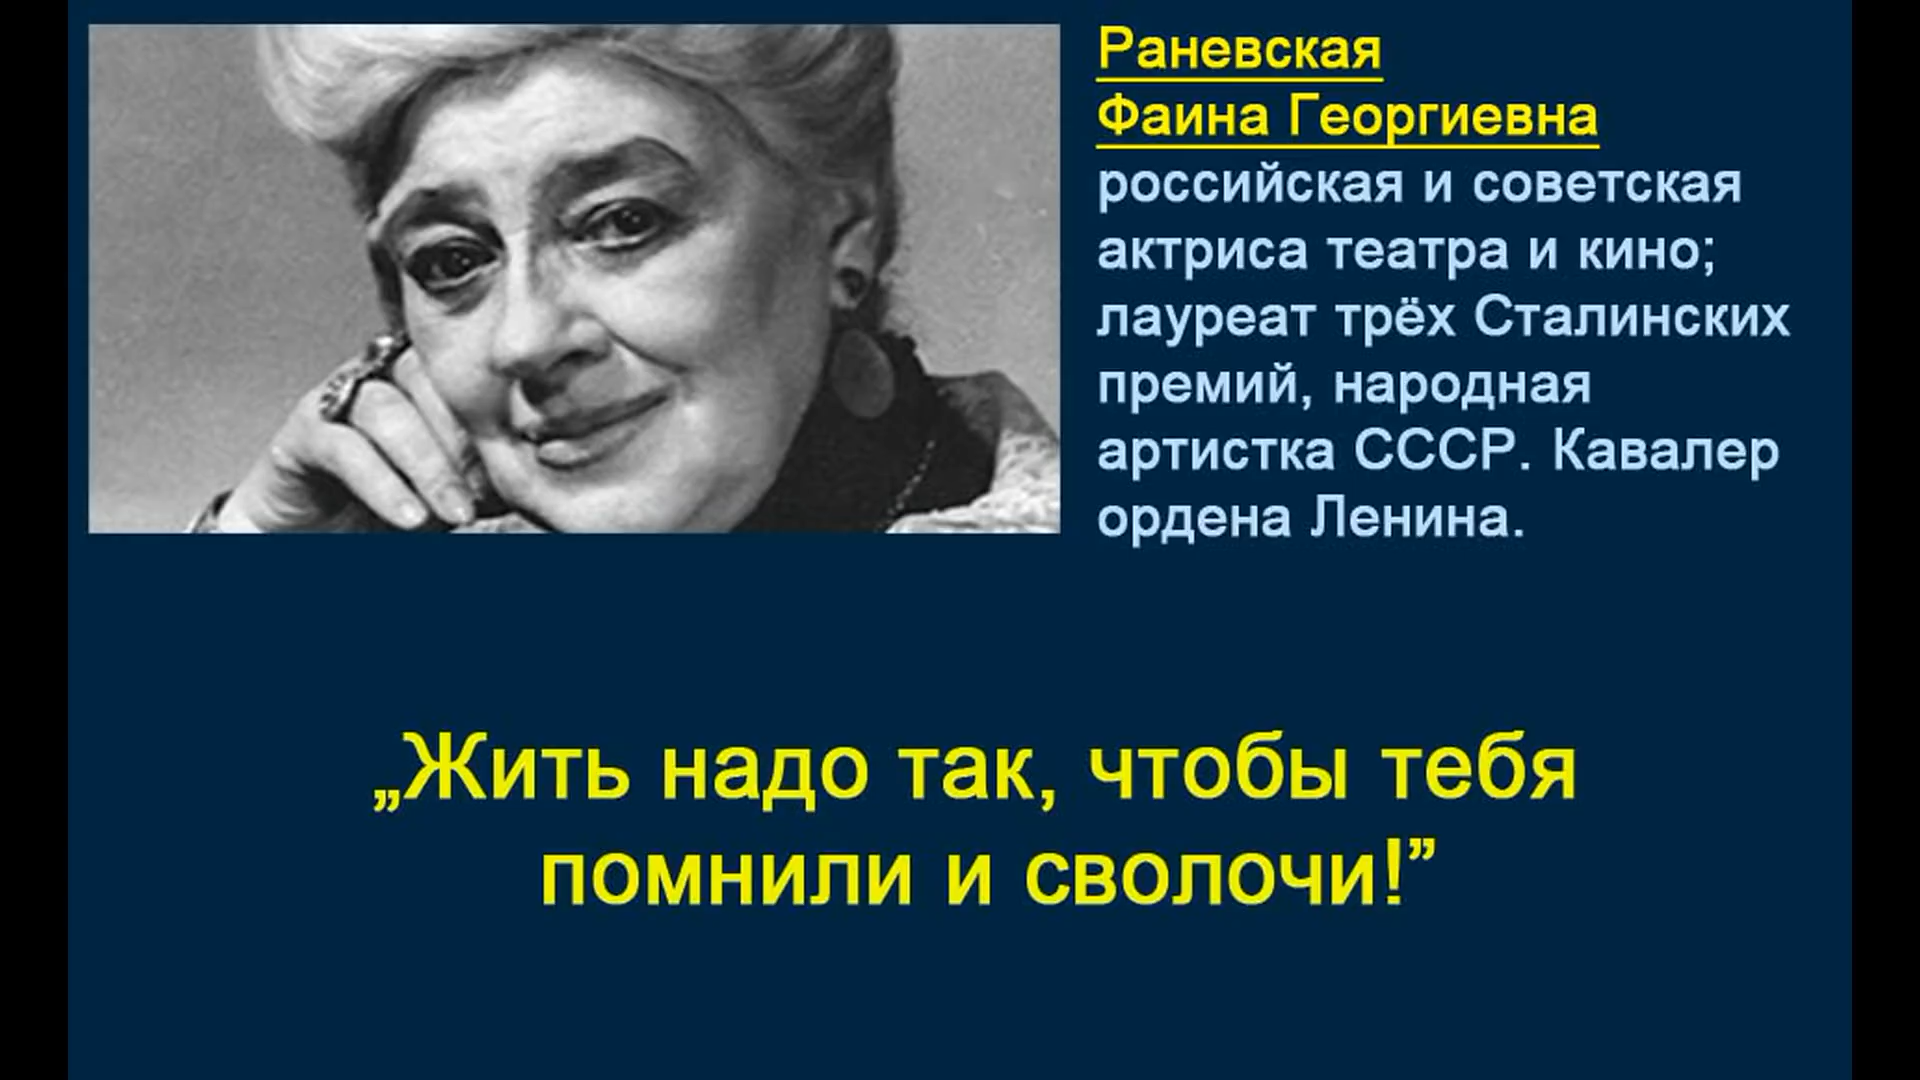 Раневская
Фаина Георгиевна
российская и советская
актриса театра и кино;
лауреат трёх Сталинских
премий, народная
артистка СССР. Кавалер
ордена Ленина.
„Жить надо так, чтобы тебя
помнили и сволочи!”